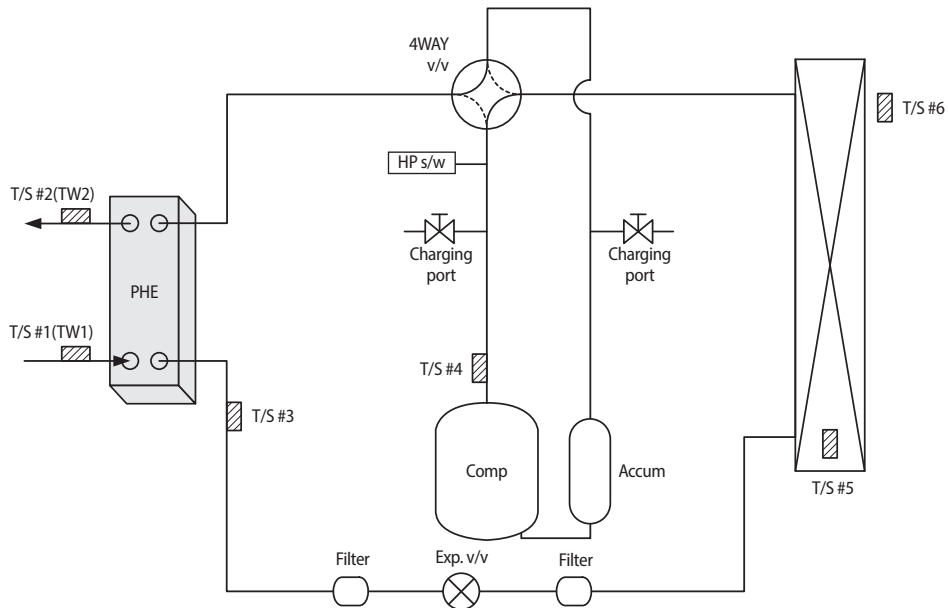 4WAY
v/v
T/S #6
HP s/w
T/S #2(TW2)
Charging
port
Charging
port
PHE
T/S #1(TW1)
T/S #4
T/S #3
Comp
Accum
T/S #5
Filter
Exp. v/v
Filter